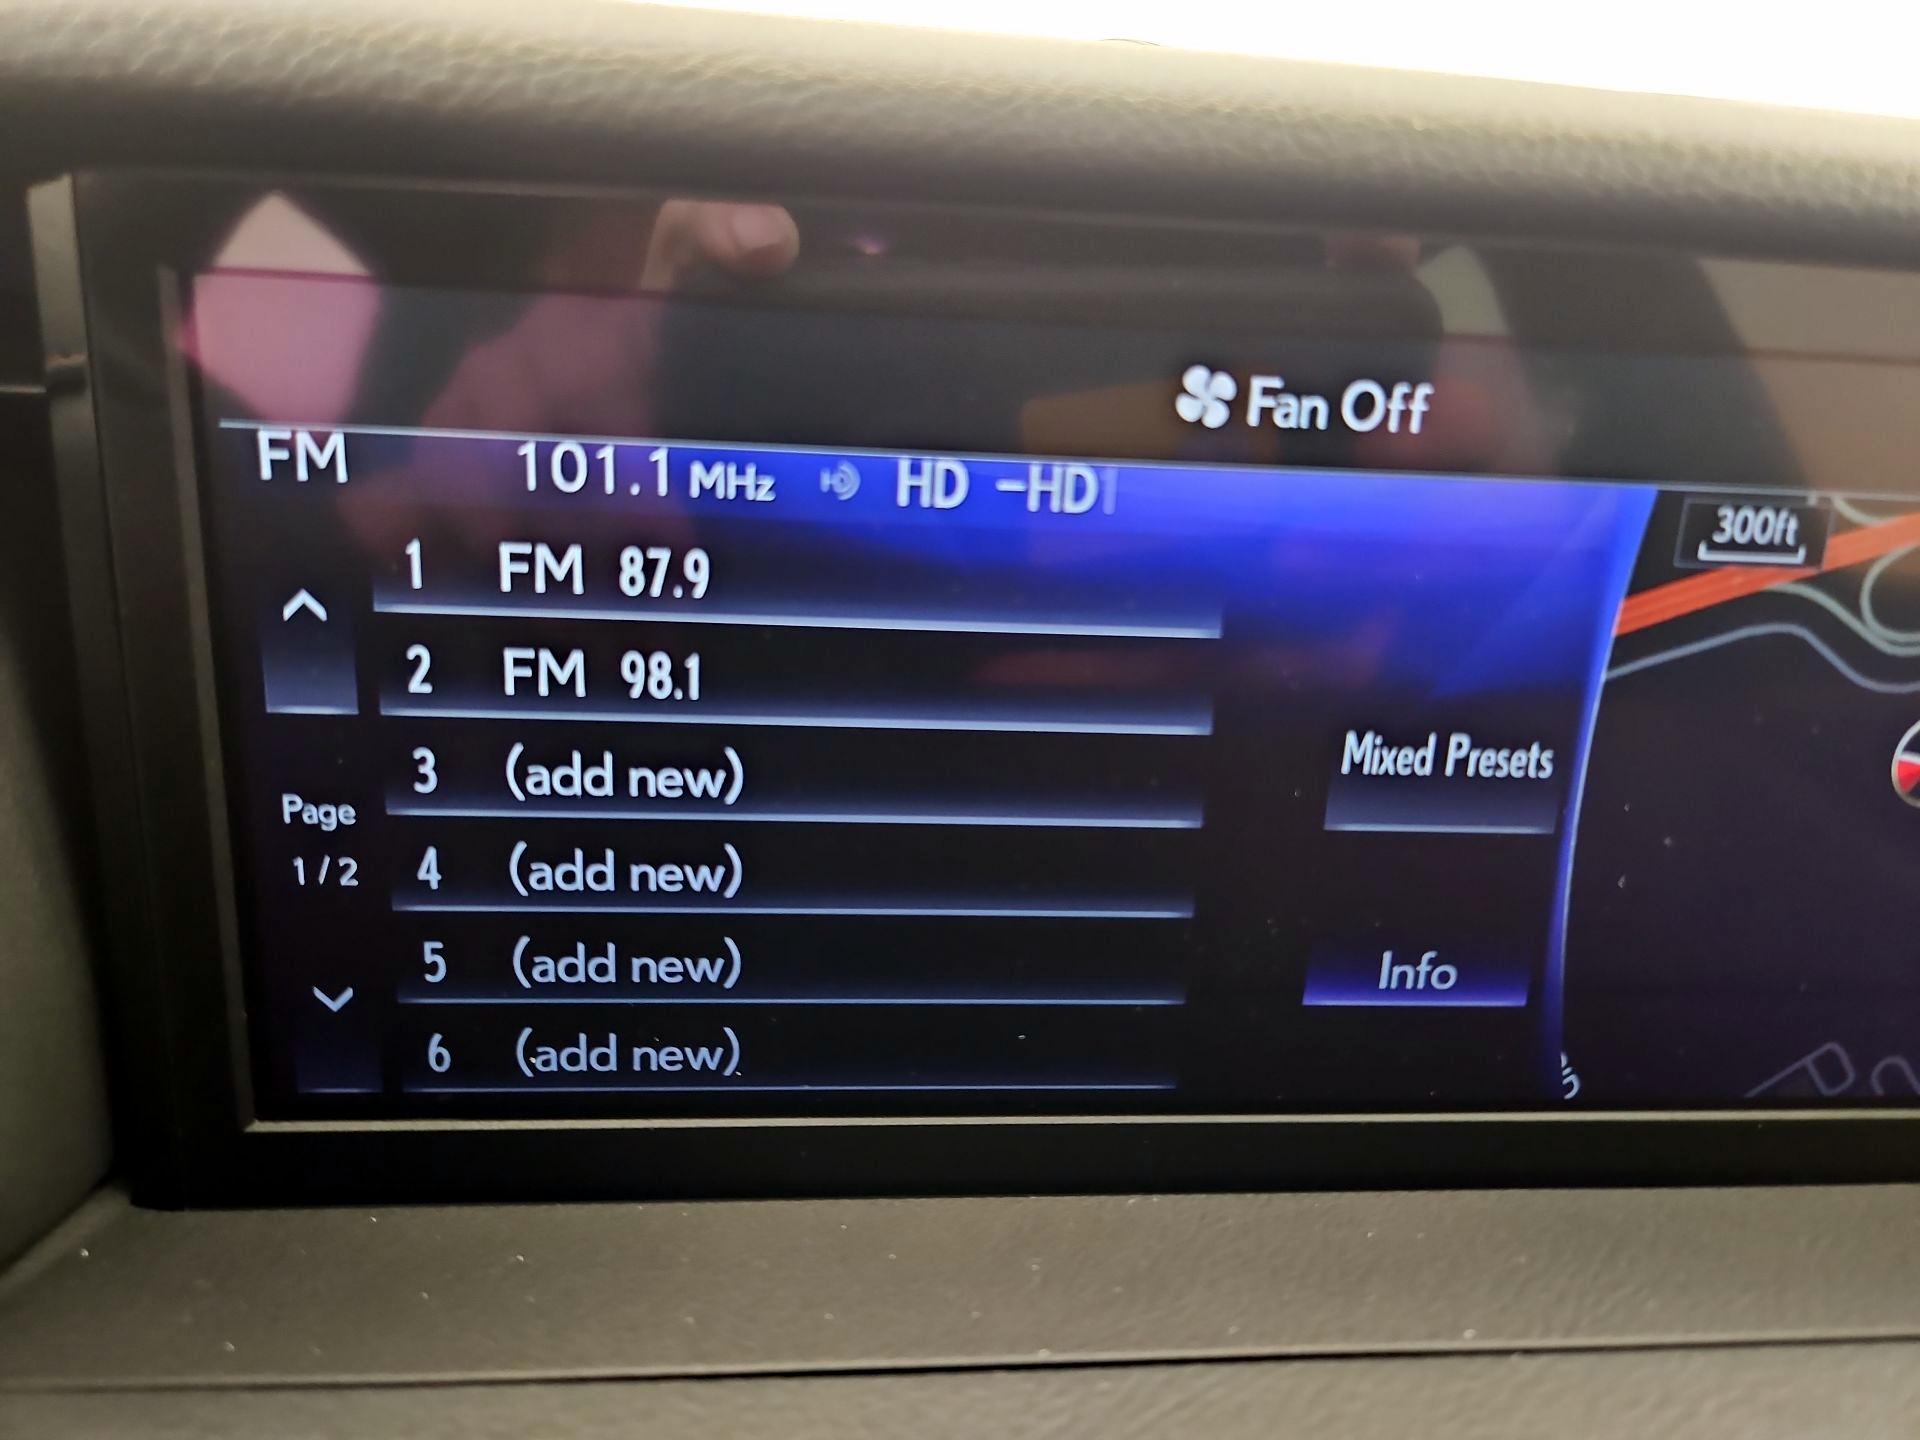 Fan Off
FM 101.1 MHz HD -HD1
1 FM 87.9
2 FM 98.1
3 (add new)
4 (add new)
5 (add new)
6 (add new)
Page
1 / 2
Mixed Presets
Info
300ft